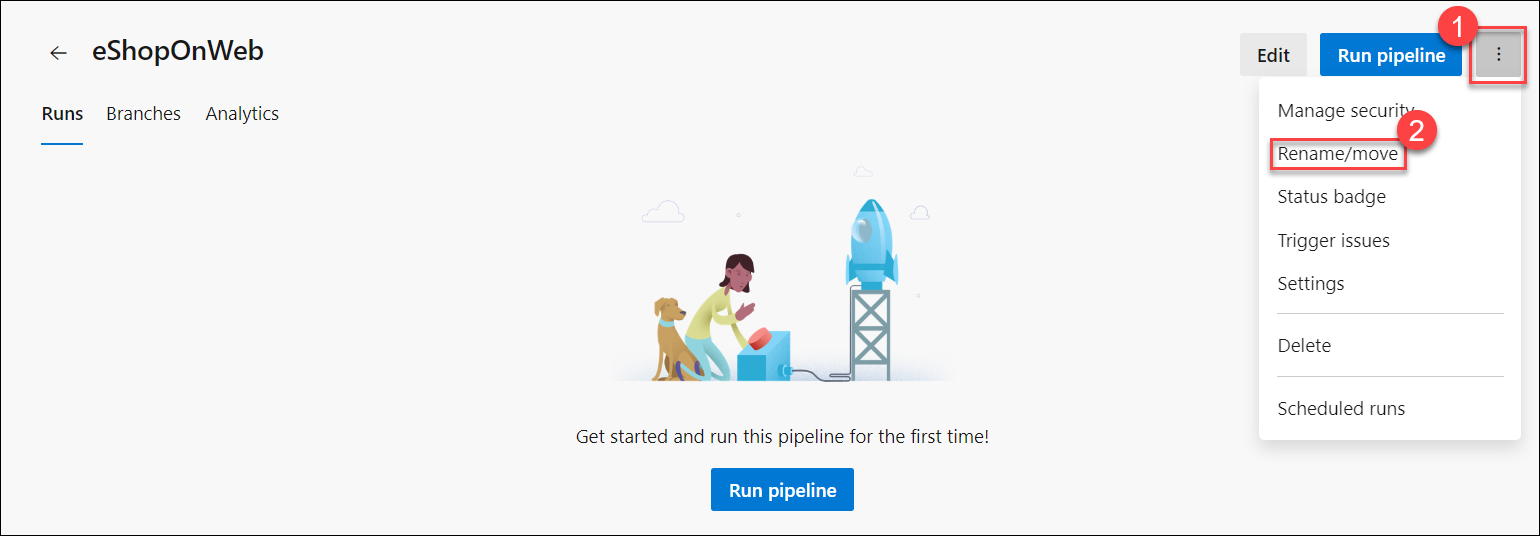 eShopOnWeb
1
Edit
Run pipeline
Runs Branches Analytics
Manage security
2
Rename/move
Status badge
Trigger issues
Settings
Delete
Scheduled runs
Get started and run this pipeline for the first time!
Run pipeline